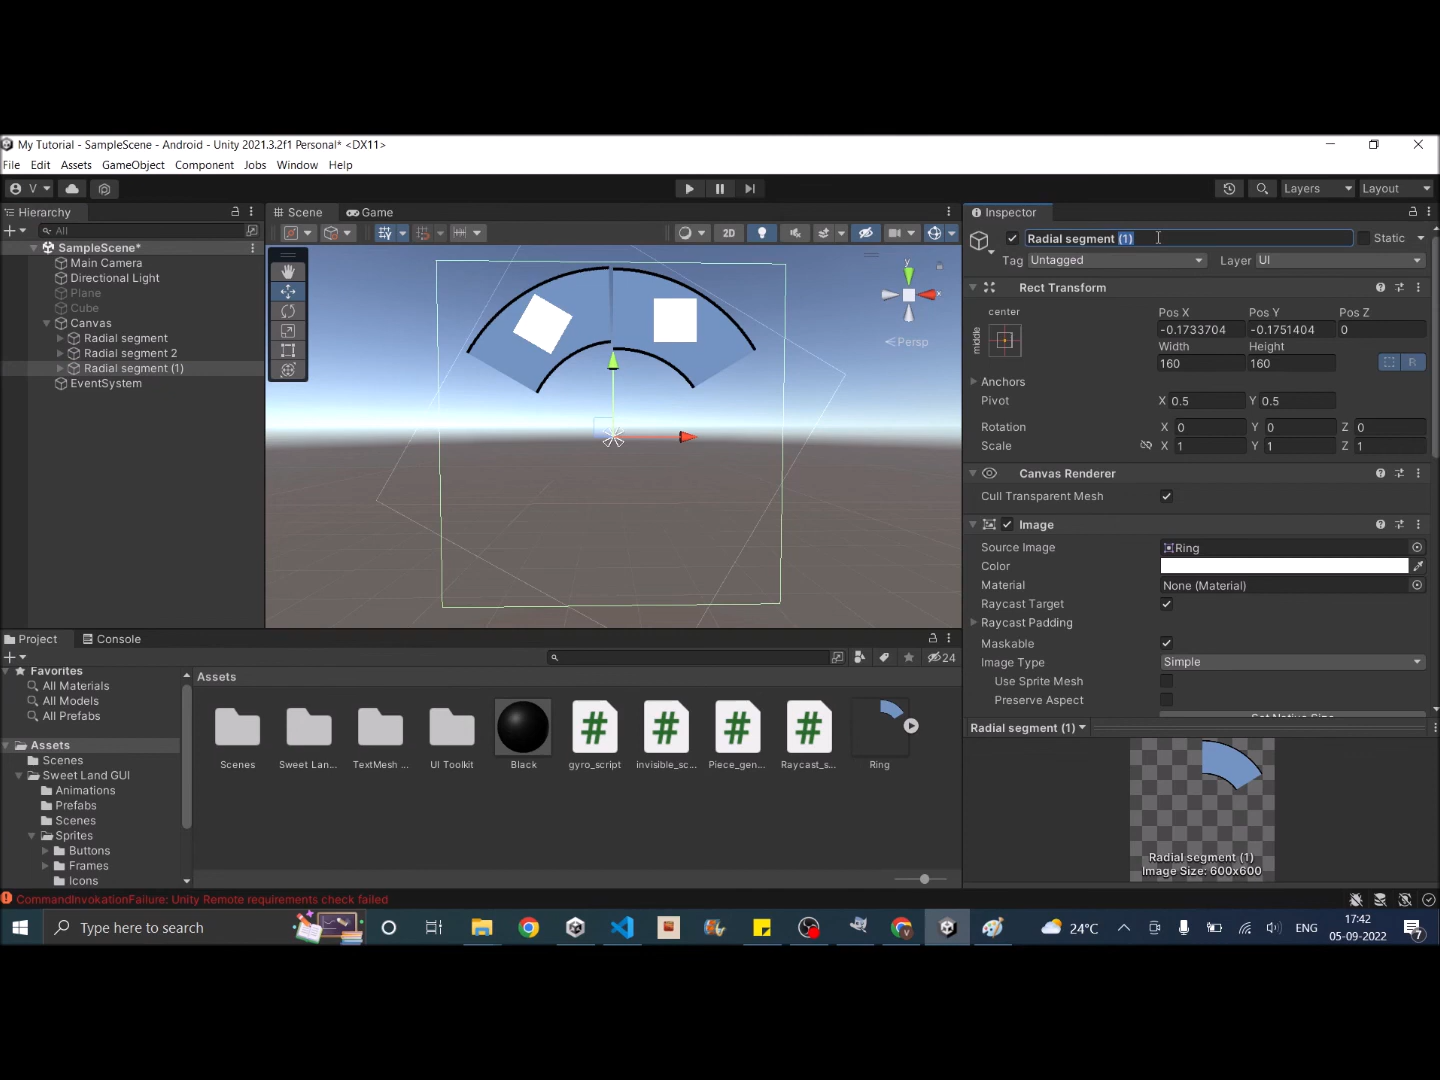 My Tutorial - SampleScene - Android - Unity 2021.3.2f1 Personal* <DX11>
File Edit Assets GameObject Component Jobs Window Help
V Layers Layout
Hierarchy
All
SampleScene*
Main Camera
Directional Light
Plane
Cube
Canvas
Radial segment
Radial segment 2
Radial segment (1)
EventSystem
Scene Game
2D
y
x
Persp
Inspector
Radial segment (1) Static
Tag Untagged Layer UI
Rect Transform
center
middle
Pos X Pos Y Pos Z
-0.1733704 -0.1751404 0
Width Height
160 160
R
Anchors
Pivot X 0.5 Y 0.5
Rotation X 0 Y 0 Z 0
Scale X 1 Y 1 Z 1
Canvas Renderer
Cull Transparent Mesh
Image
Source Image Ring
Color
Material None (Material)
Raycast Target
Raycast Padding
Maskable
Image Type Simple
Use Sprite Mesh
Preserve Aspect
Set Native Size
Radial segment (1)
Radial segment (1)
Image Size: 600x600
Project Console
24
Favorites
All Materials
All Models
All Prefabs
Assets
Scenes
Sweet Land GUI
Animations
Prefabs
Scenes
Sprites
Buttons
Frames
Icons
Assets
Scenes Sweet Lan... TextMesh ... UI Toolkit Black gyro_script invisible_sc... Piece_gen... Raycast_s... Ring
CommandInvokationFailure: Unity Remote requirements check failed
Type here to search
24°C ENG
17:42
05-09-2022
7